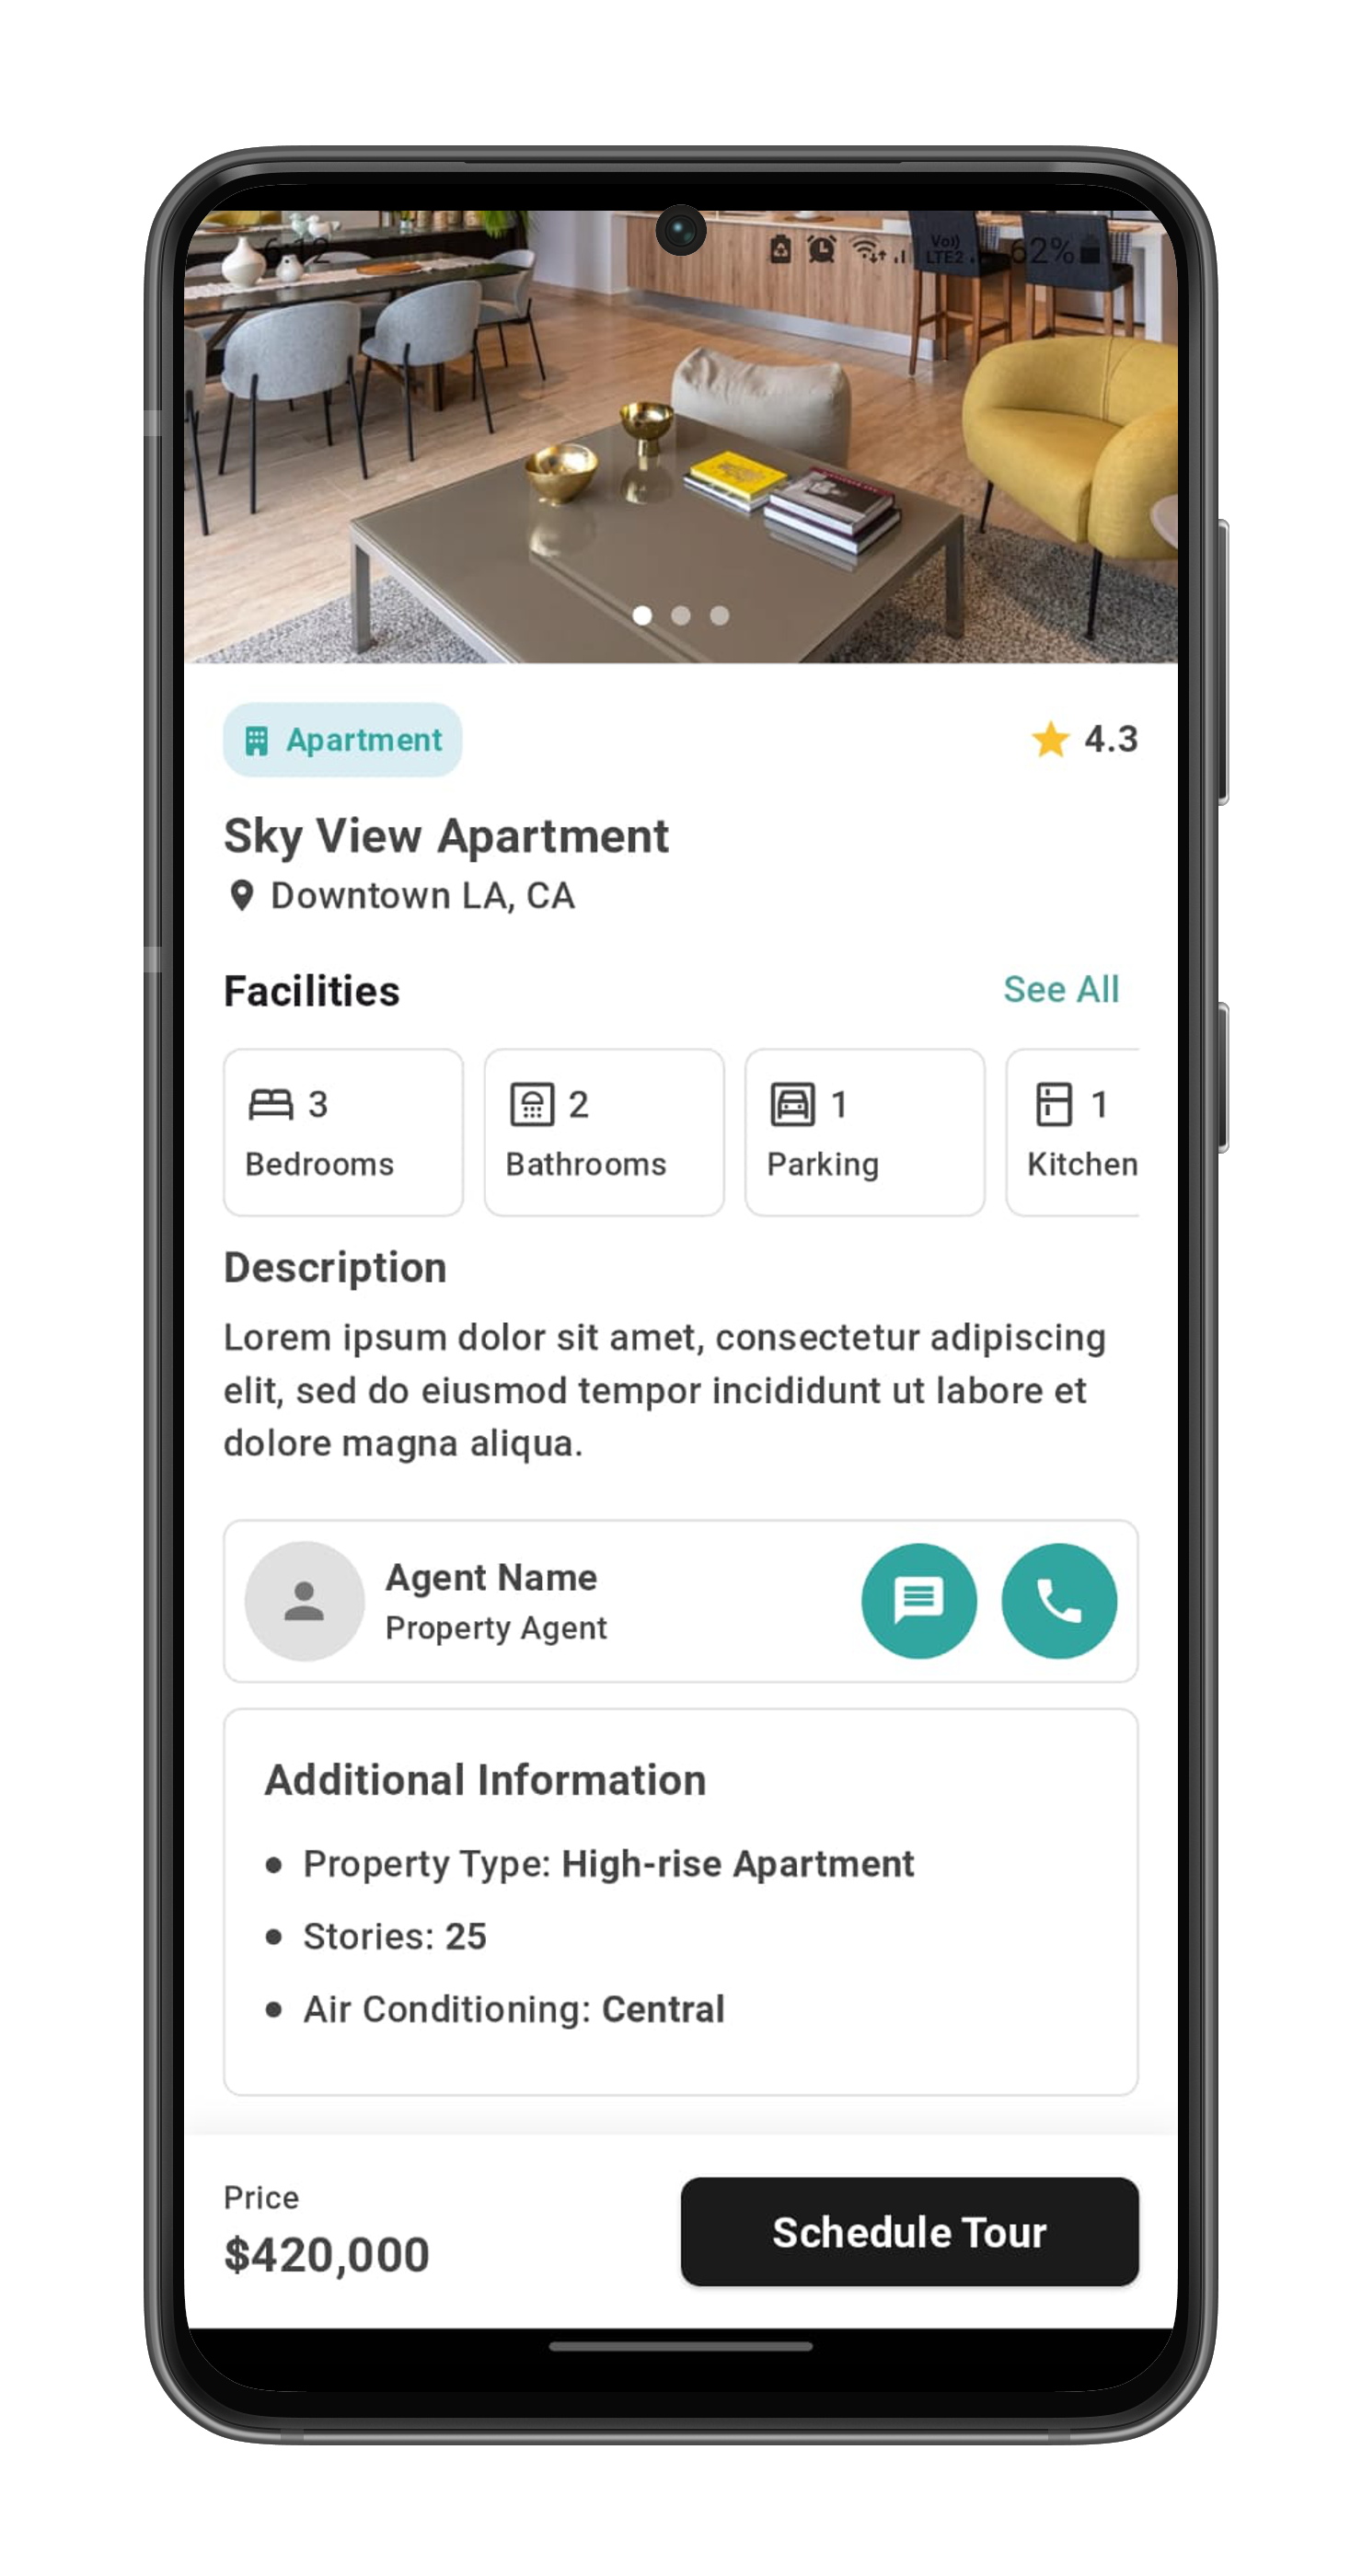 6:12
Vo))
LTE2
62%
Apartment
4.3
Sky View Apartment
Downtown LA, CA
Facilities
See All
3
Bedrooms
2
Bathrooms
1
Parking
1
Kitchen
Description
Lorem ipsum dolor sit amet, consectetur adipiscing
elit, sed do eiusmod tempor incididunt ut labore et
dolore magna aliqua.
Agent Name
Property Agent
Additional Information
• Property Type: High-rise Apartment
• Stories: 25
• Air Conditioning: Central
Price
$420,000
Schedule Tour